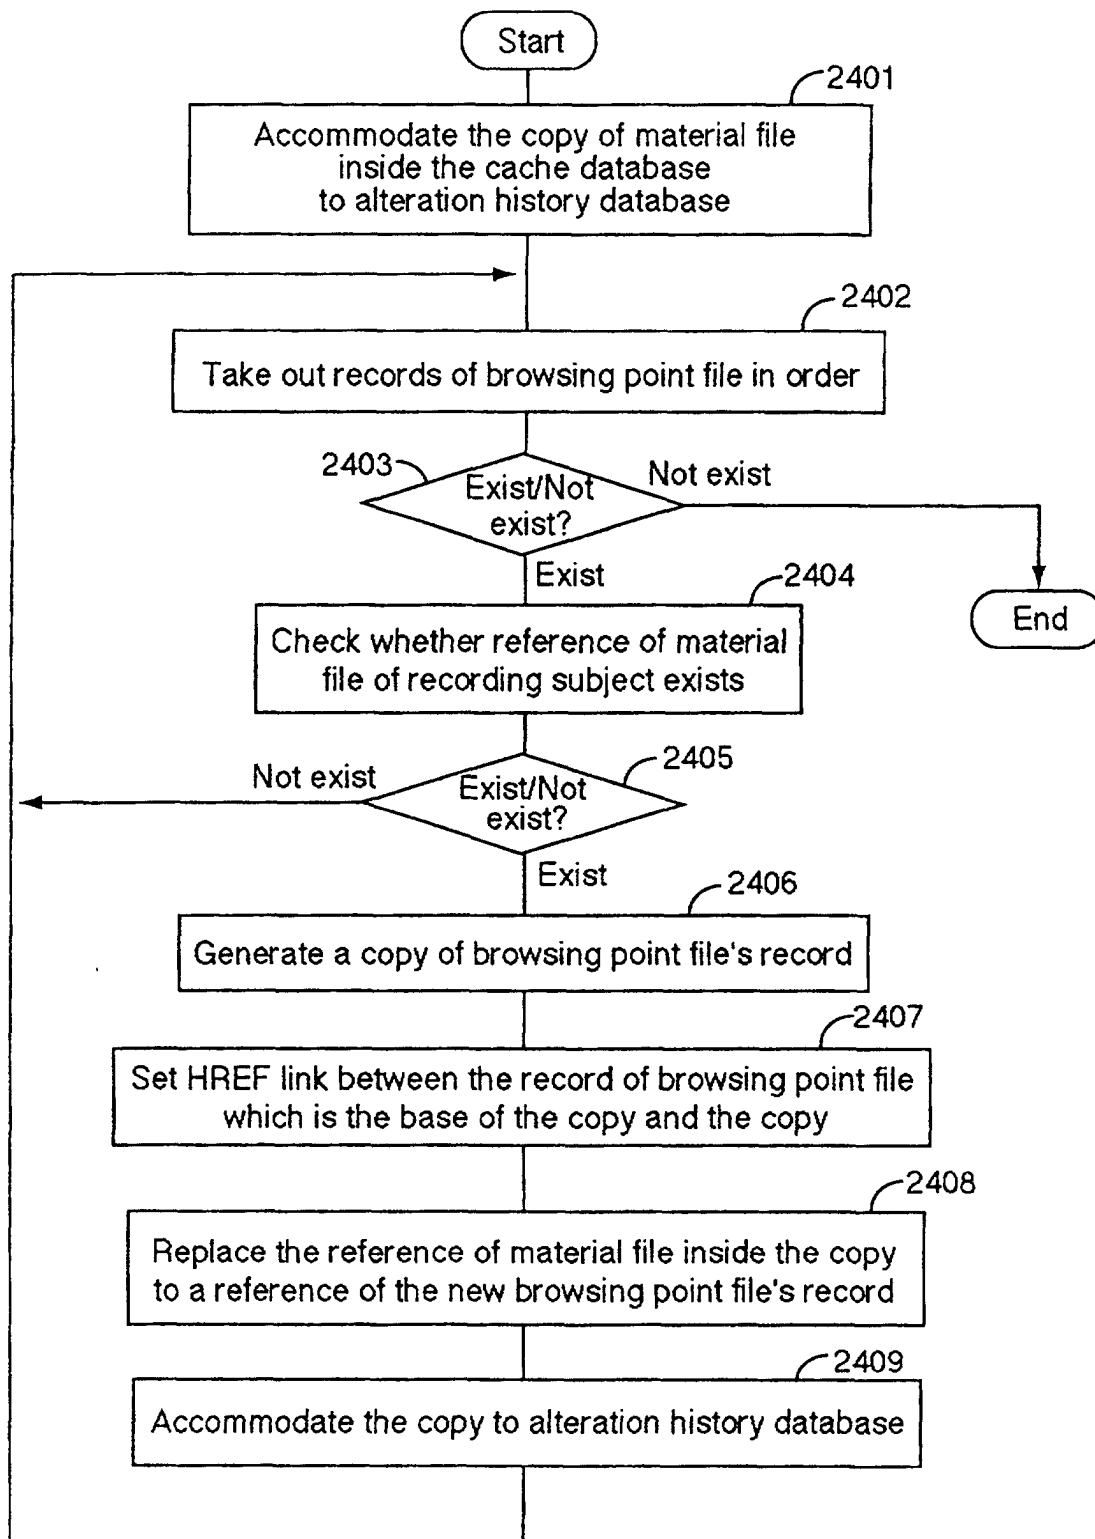 Start
2401
Accommodate the copy of material file
inside the cache database
to alteration history database
2402
Take out records of browsing point file in order
2403
Exist/Not
exist?
Not exist
Exist
End
2404
Check whether reference of material
file of recording subject exists
2405
Not exist
Exist/Not
exist?
Exist
2406
Generate a copy of browsing point file's record
2407
Set HREF link between the record of browsing point file
which is the base of the copy and the copy
2408
Replace the reference of material file inside the copy
to a reference of the new browsing point file's record
2409
Accommodate the copy to alteration history database